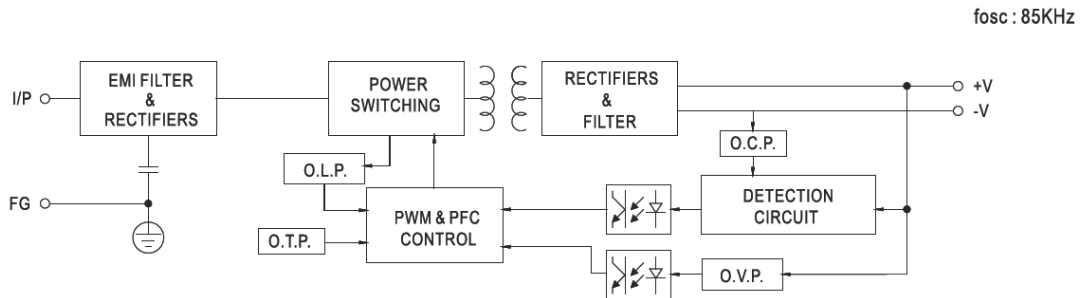 fosc : 85KHz
I/P
EMI FILTER
&
RECTIFIERS
POWER
SWITCHING
RECTIFIERS
&
FILTER
+V
-V
O.C.P.
O.L.P.
DETECTION
CIRCUIT
FG
PWM & PFC
CONTROL
O.T.P.
O.V.P.